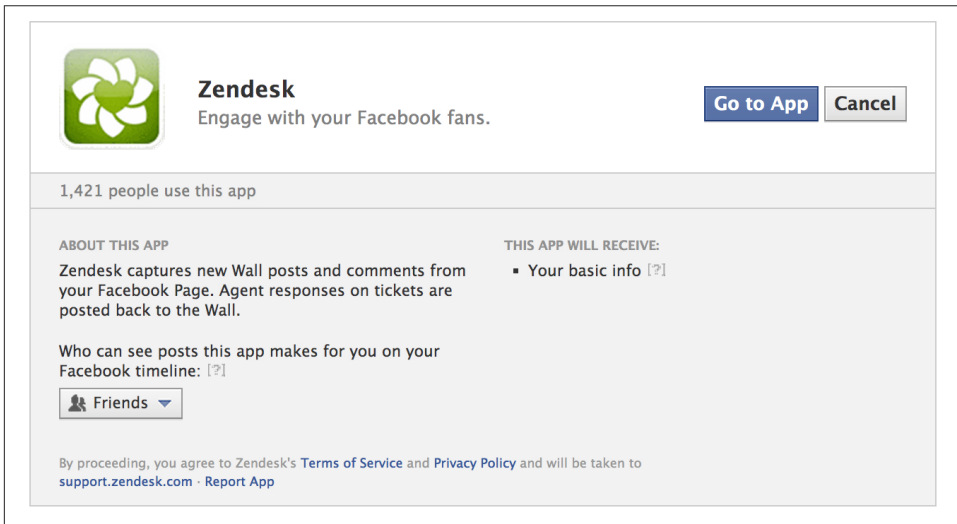 Zendesk
Engage with your Facebook fans.
Go to App
Cancel
1,421 people use this app
ABOUT THIS APP
Zendesk captures new Wall posts and comments from
your Facebook Page. Agent responses on tickets are
posted back to the Wall.
Who can see posts this app makes for you on your
Facebook timeline: [?]
Friends
THIS APP WILL RECEIVE:
▪ Your basic info [?]
By proceeding, you agree to Zendesk's Terms of Service and Privacy Policy and will be taken to
support.zendesk.com · Report App